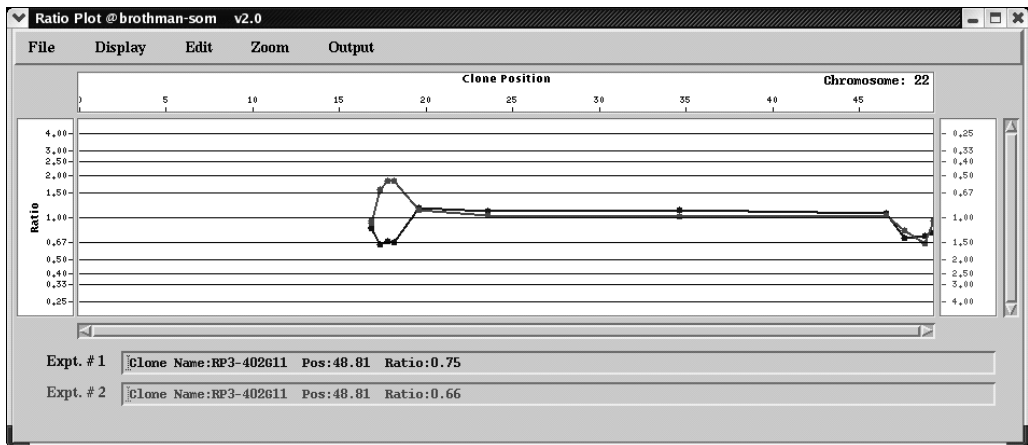 Ratio Plot @ brothman-som v2.0
File Display Edit Zoom Output
Clone Position
Chromosome: 22
0 5 10 15 20 25 30 35 40 45
Ratio
4.00 0.25
3.00 0.33
2.50 0.40
2.00 0.50
1.50 0.67
1.00 1.00
0.67 1.50
0.50 2.00
0.40 2.50
0.33 3.00
0.25 4.00
Expt. # 1 Clone Name:RP3-402G11 Pos:48.81 Ratio:0.75
Expt. # 2 Clone Name:RP3-402G11 Pos:48.81 Ratio:0.66